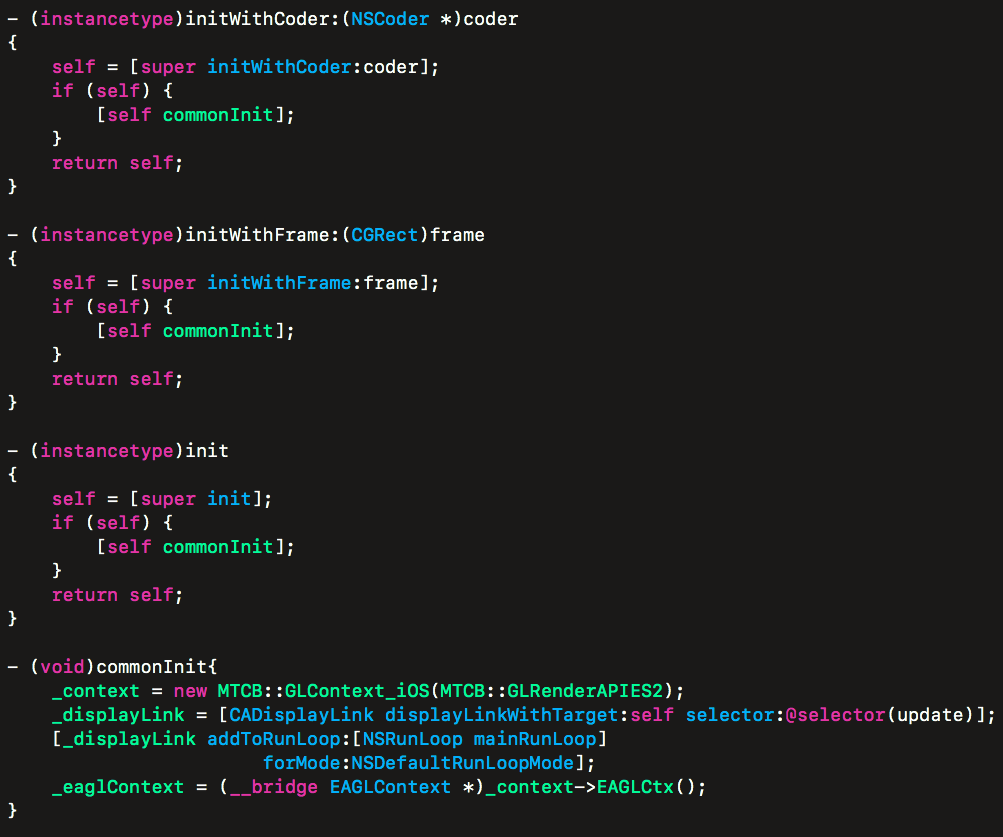 - (instancetype)initWithCoder:(NSCoder *)coder
{
    self = [super initWithCoder:coder];
    if (self) {
        [self commonInit];
    }
    return self;
}

- (instancetype)initWithFrame:(CGRect)frame
{
    self = [super initWithFrame:frame];
    if (self) {
        [self commonInit];
    }
    return self;
}

- (instancetype)init
{
    self = [super init];
    if (self) {
        [self commonInit];
    }
    return self;
}

- (void)commonInit{
    _context = new MTCB::GLContext_iOS(MTCB::GLRenderAPIES2);
    _displayLink = [CADisplayLink displayLinkWithTarget:self selector:@selector(update)];
    [_displayLink addToRunLoop:[NSRunLoop mainRunLoop]
                       forMode:NSDefaultRunLoopMode];
    _eaglContext = (__bridge EAGLContext *)_context->EAGLCtx();
}